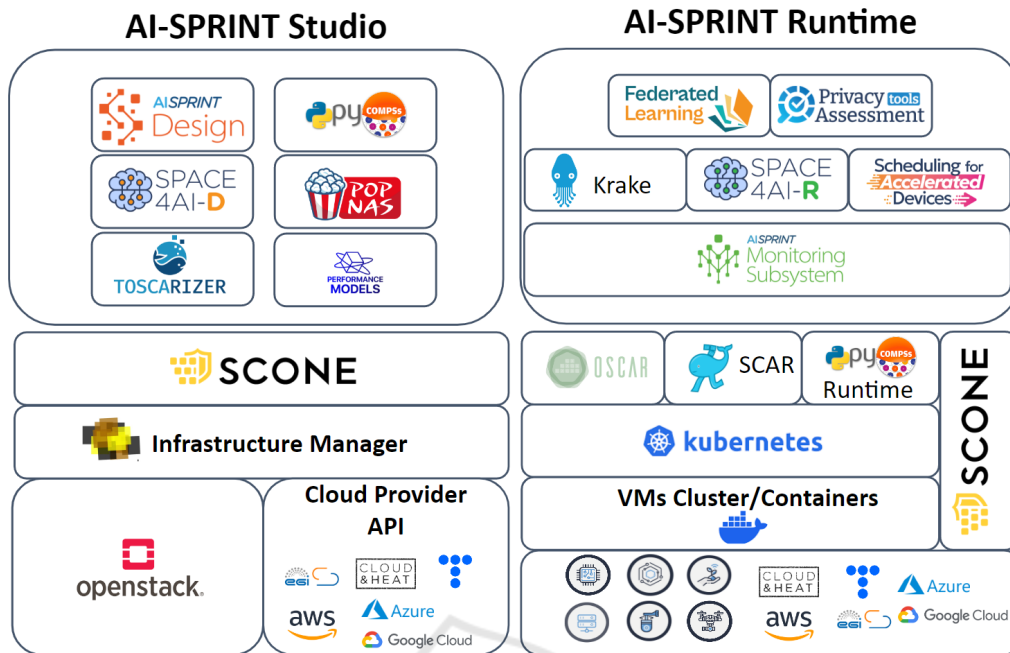 AI-SPRINT Studio
AI-SPRINT Runtime
AISPRINT
Design
py COMPSs
SPACE
4AI-D
POP
NAS
TOSCARIZER
PERFORMANCE
MODELS
SCONE
Infrastructure Manager
openstack.
Cloud Provider
API
egi
CLOUD
&HEAT
aws
Azure
Google Cloud
Federated
Learning
Privacy tools
Assessment
Krake
SPACE
4AI-R
Scheduling for
Accelerated
Devices
AISPRINT
Monitoring
Subsystem
OSCAR
SCAR
py COMPSs
Runtime
SCONE
kubernetes
VMs Cluster/Containers
CLOUD
&HEAT
Azure
aws
egi
Google Cloud